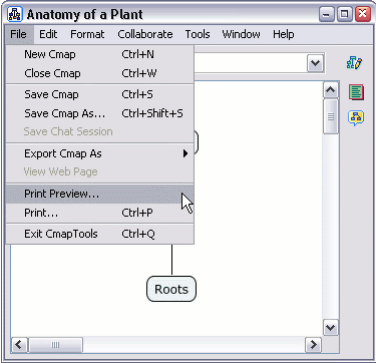 Anatomy of a Plant
File Edit Format Collaborate Tools Window Help
New Cmap Ctrl+N
Close Cmap Ctrl+W
Save Cmap Ctrl+S
Save Cmap As... Ctrl+Shift+S
Save Chat Session
Export Cmap As
View Web Page
Print Preview...
Print... Ctrl+P
Exit CmapTools Ctrl+Q
Roots